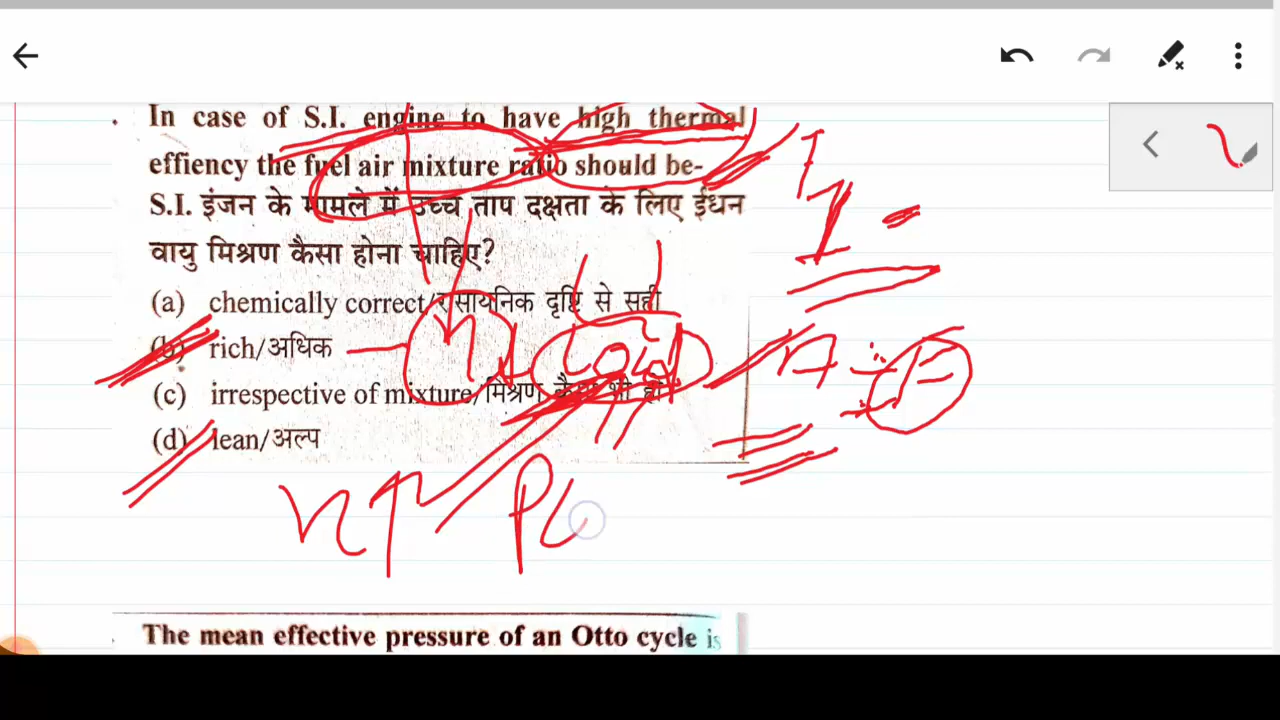 In case of S.I. engine to have high thermal
effiency the fuel air mixture ratio should be-
S.I. इंजन के मामले में उच्च ताप दक्षता के लिए ईंधन
वायु मिश्रण कैसा होना चाहिए?
(a) chemically correct/रासायनिक दृष्टि से सही
(b) rich/अधिक
(c) irrespective of mixture/मिश्रण कैसा भी हो
(d) lean/अल्प
The mean effective pressure of an Otto cycle is